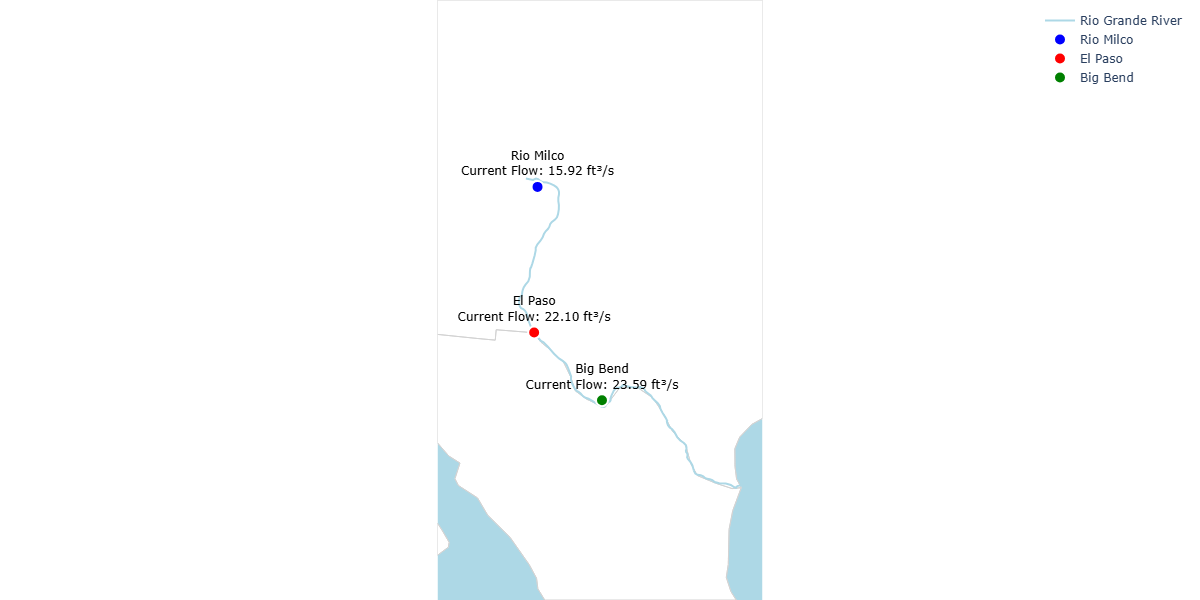 Rio Grande River
Rio Milco
El Paso
Big Bend
Rio Milco
Current Flow: 15.92 ft³/s
El Paso
Current Flow: 22.10 ft³/s
Big Bend
Current Flow: 23.59 ft³/s